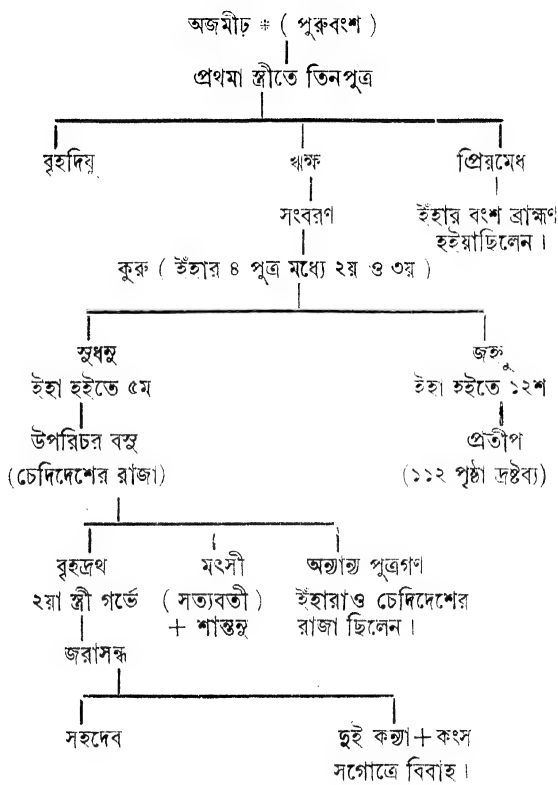 অজমীঢ় * ( পুরুবংশ )
প্রথমা স্ত্রীতে তিনপুত্র
বৃহদিষু ঋক্ষ প্রিয়মেধ
সংবরণ ইঁহার বংশ ব্রাহ্মণ
হইয়াছিলেন ।
কুরু ( ইঁহার ৪ পুত্র মধ্যে ২য় ও ৩য় )
সুধনু জহ্নু
ইহা হইতে ৫ম ইহা হইতে ১২শ
উপরিচর বসু প্রতীপ
(চেদিদেশের রাজা) (১১২ পৃষ্ঠা দ্রষ্টব্য)
বৃহদ্রথ মৎসী অন্যান্য পুত্রগণ
২য়া স্ত্রী গর্ভে ( সত্যবতী ) ইঁহারাও চেদিদেশের
+ শান্তনু রাজা ছিলেন ।
জরাসন্ধ
সহদেব দুই কন্যা + কংস
সগোত্রে বিবাহ ।